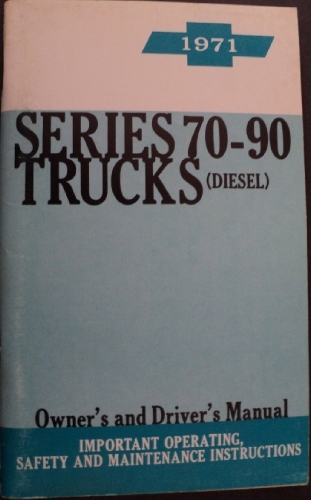 1971
SERIES 70-90
TRUCKS (DIESEL)
Owner's and Driver's Manual
IMPORTANT OPERATING,
SAFETY AND MAINTENANCE INSTRUCTIONS